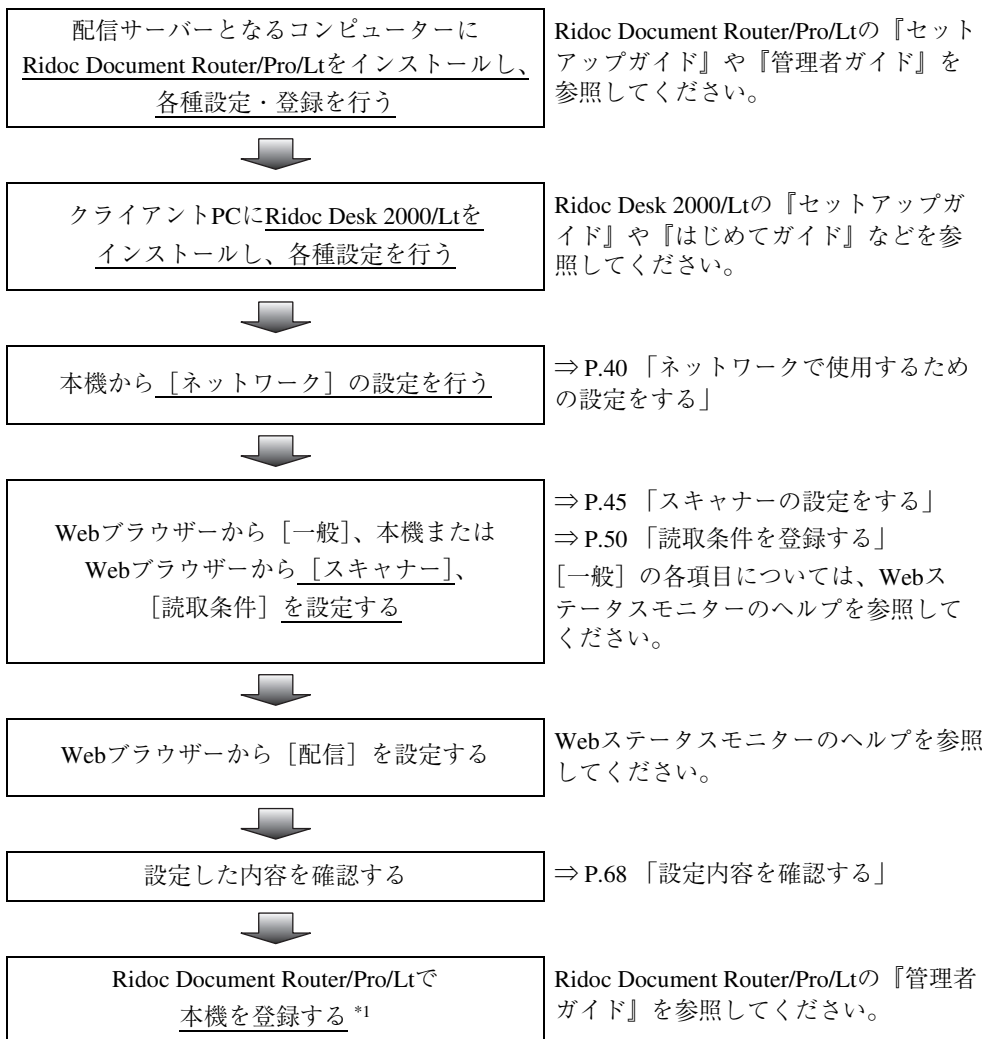 配信サーバーとなるコンピューターに
Ridoc Document Router/Pro/Ltをインストールし、
各種設定・登録を行う
Ridoc Document Router/Pro/Ltの『セット
アップガイド』や『管理者ガイド』を
参照してください。
クライアントPCにRidoc Desk 2000/Ltを
インストールし、各種設定を行う
Ridoc Desk 2000/Ltの『セットアップガ
イド』や『はじめてガイド』などを参
照してください。
本機から［ネットワーク］の設定を行う
⇒ P.40 「ネットワークで使用するため
の設定をする」
Webブラウザーから［一般］、本機または
Webブラウザーから［スキャナー］、
［読取条件］を設定する
⇒ P.45 「スキャナーの設定をする」
⇒ P.50 「読取条件を登録する」
［一般］の各項目については、Webス
テータスモニターのヘルプを参照して
ください。
Webブラウザーから［配信］を設定する
Webステータスモニターのヘルプを参照
してください。
設定した内容を確認する
⇒ P.68 「設定内容を確認する」
Ridoc Document Router/Pro/Ltで
本機を登録する *1
Ridoc Document Router/Pro/Ltの『管理者
ガイド』を参照してください。